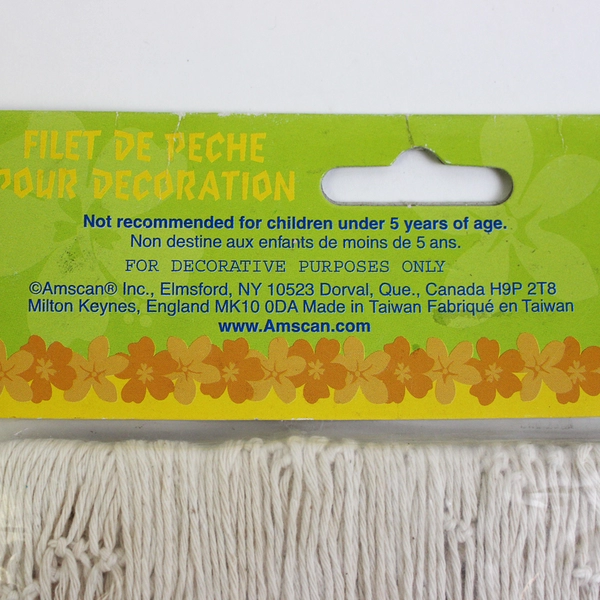 FILET DE PECHE
POUR DECORATION
Not recommended for children under 5 years of age.
Non destine aux enfants de moins de 5 ans.
FOR DECORATIVE PURPOSES ONLY
©Amscan® Inc., Elmsford, NY 10523 Dorval, Que., Canada H9P 2T8
Milton Keynes, England MK10 0DA Made in Taiwan Fabriqué en Taiwan
www.Amscan.com